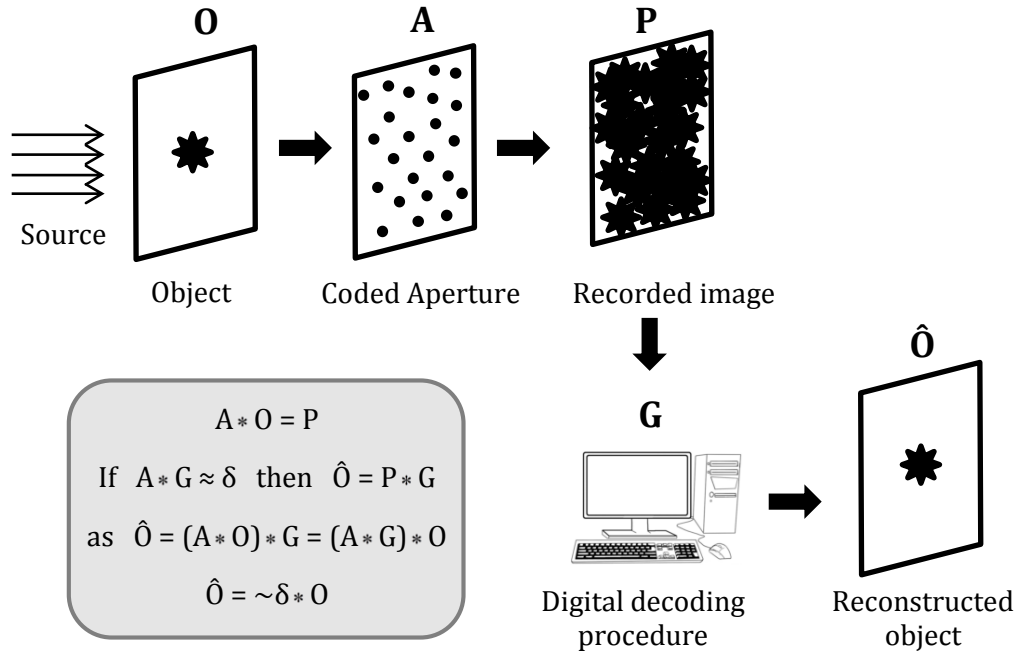 O
A
P
Source
Object
Coded Aperture
Recorded image
Ô
G
A * O = P
If A * G ≈ δ then Ô = P * G
as Ô = (A * O) * G = (A * G) * O
Ô = ~δ * O
Digital decoding
procedure
Reconstructed
object